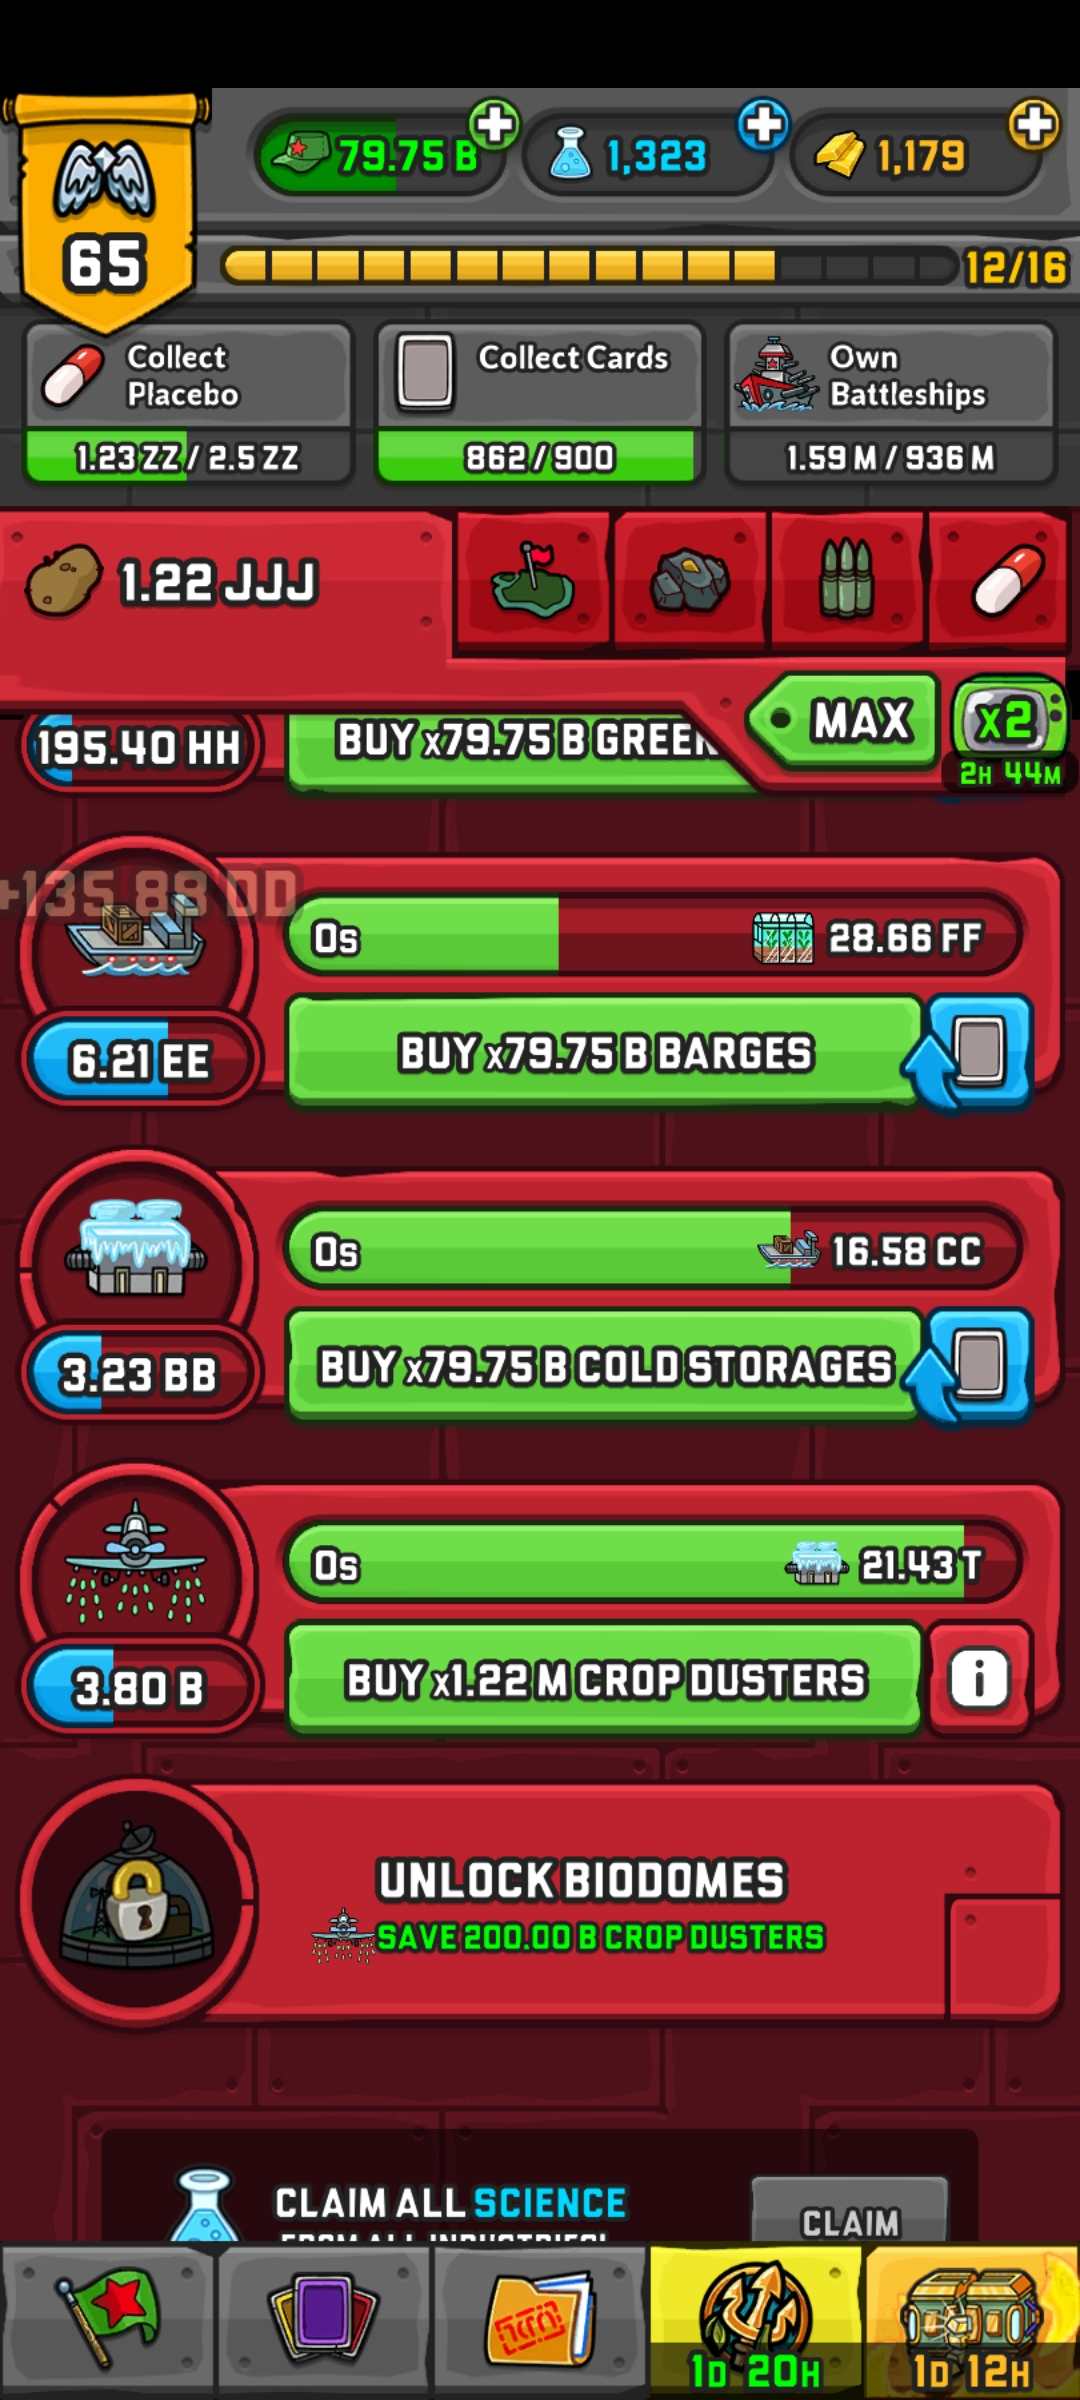 79.75 B
1,323
1,179
65
12/16
Collect
Placebo
Collect Cards
Own
Battleships
1.23 ZZ / 2.5 ZZ
862 / 900
1.59 M / 936 M
1.22 JJJ
MAX
x2
2H 44M
195.40 HH
BUY x79.75 B GREEN
+135.88 DD
0s
28.66 FF
6.21 EE
BUY x79.75 B BARGES
0s
16.58 CC
3.23 BB
BUY x79.75 B COLD STORAGES
0s
21.43 T
3.80 B
BUY x1.22 M CROP DUSTERS
i
UNLOCK BIODOMES
SAVE 200.00 B CROP DUSTERS
CLAIM ALL SCIENCE
FROM ALL INDUSTRIES!
CLAIM
1D 20H
1D 12H